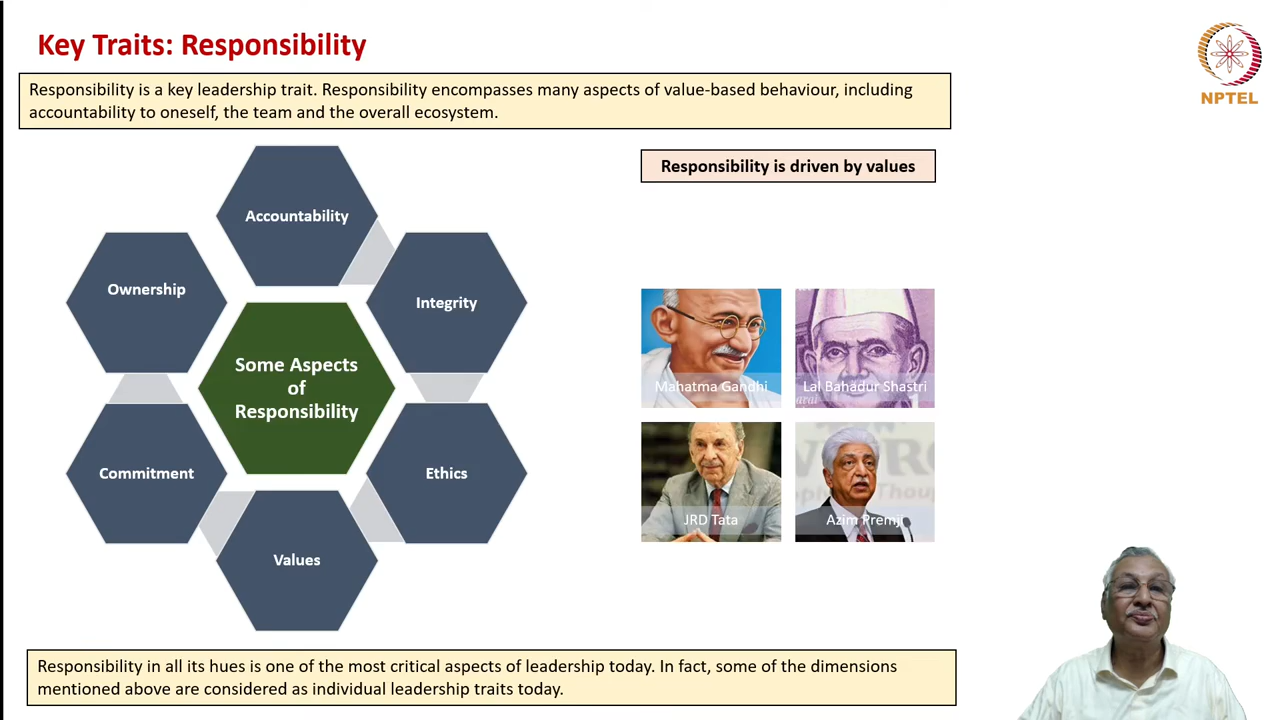 Key Traits: Responsibility
NPTEL
Responsibility is a key leadership trait. Responsibility encompasses many aspects of value-based behaviour, including
accountability to oneself, the team and the overall ecosystem.
Responsibility is driven by values
Accountability
Ownership
Integrity
Some Aspects
of
Responsibility
Commitment
Ethics
Values
Mahatma Gandhi
Lal Bahadur Shastri
JRD Tata
Azim Premji
Responsibility in all its hues is one of the most critical aspects of leadership today. In fact, some of the dimensions
mentioned above are considered as individual leadership traits today.